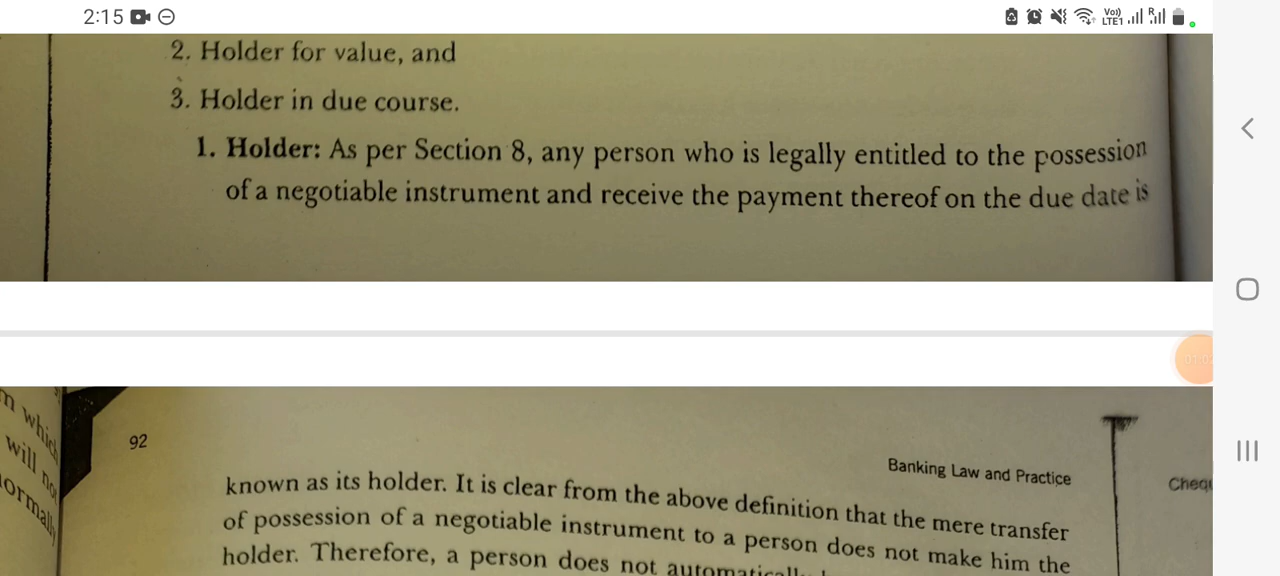 2:15
Vo))
LTE1
R
2. Holder for value, and
3. Holder in due course.
1. Holder: As per Section 8, any person who is legally entitled to the possession
of a negotiable instrument and receive the payment thereof on the due date is
which
will
92
Banking Law and Practice
known as its holder. It is clear from the above definition that the mere transfer
of possession of a negotiable instrument to a person does not make him the
holder. Therefore, a person does not